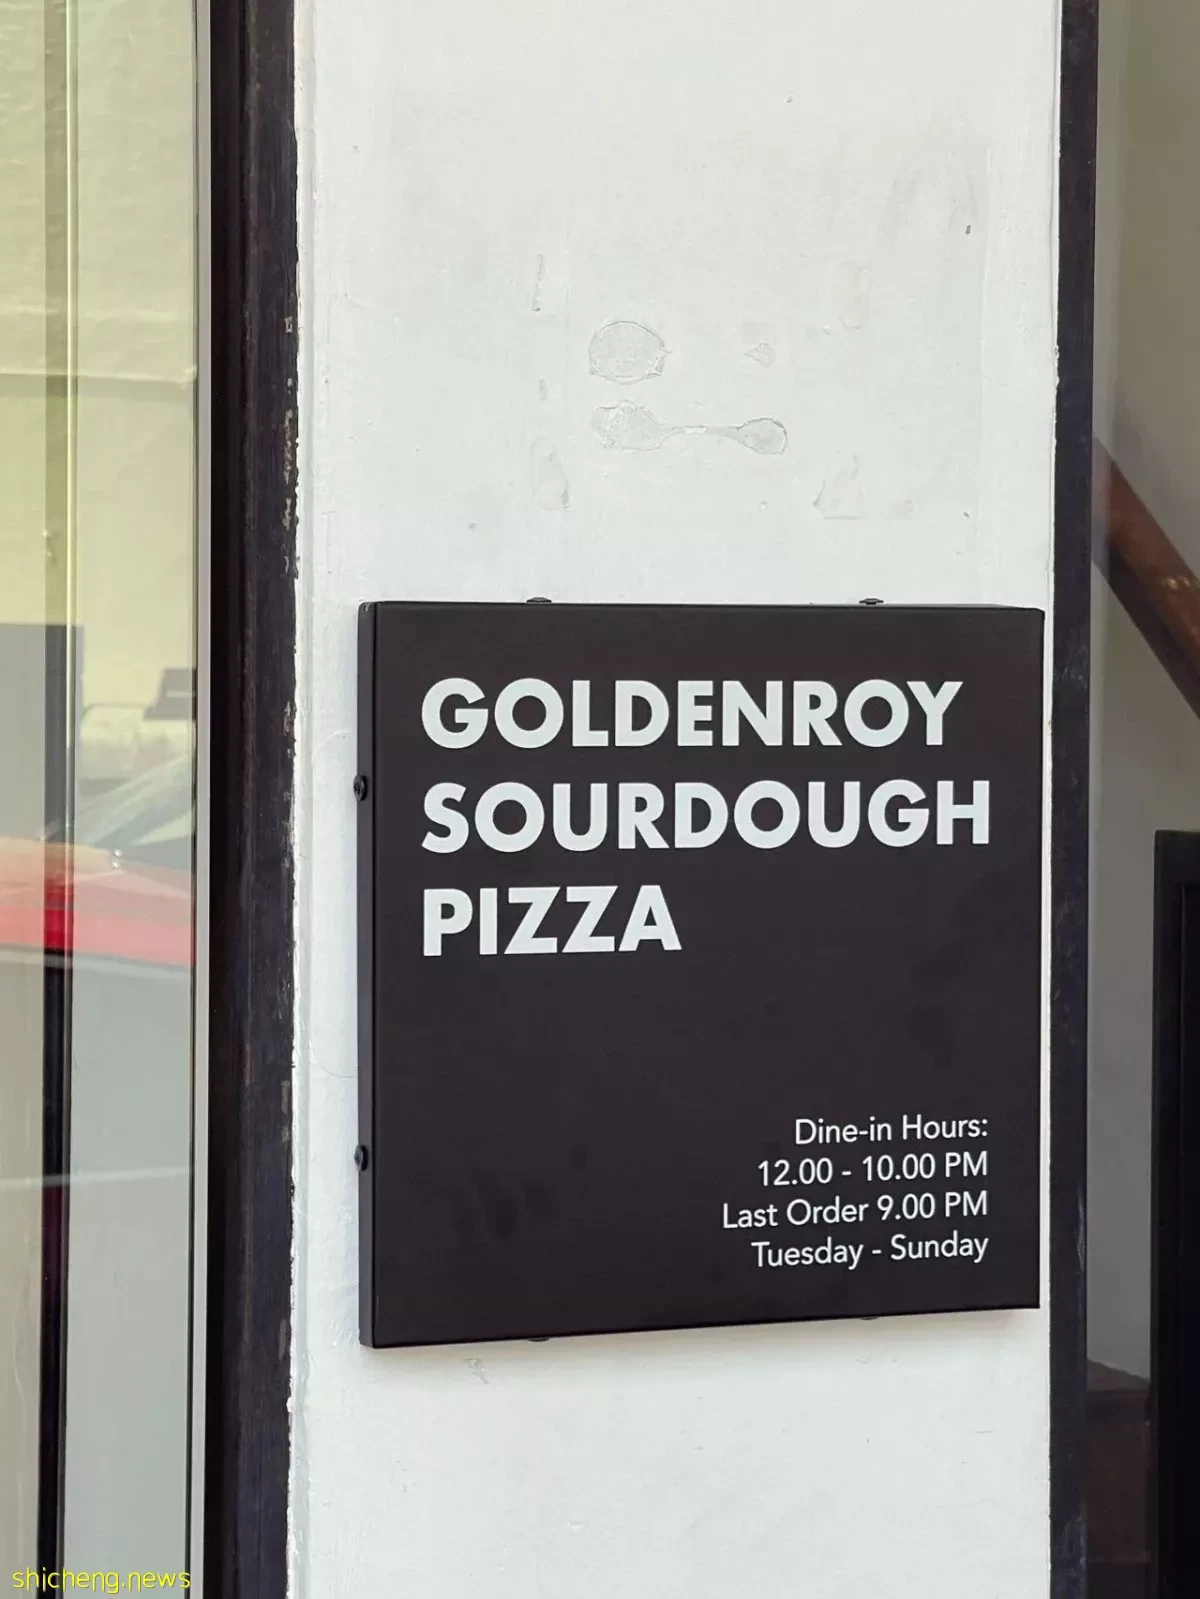 GOLDENROY
SOURDOUGH
PIZZA
Dine-in Hours:
12.00 - 10.00 PM
Last Order 9.00 PM
Tuesday - Sunday
shicheng.news